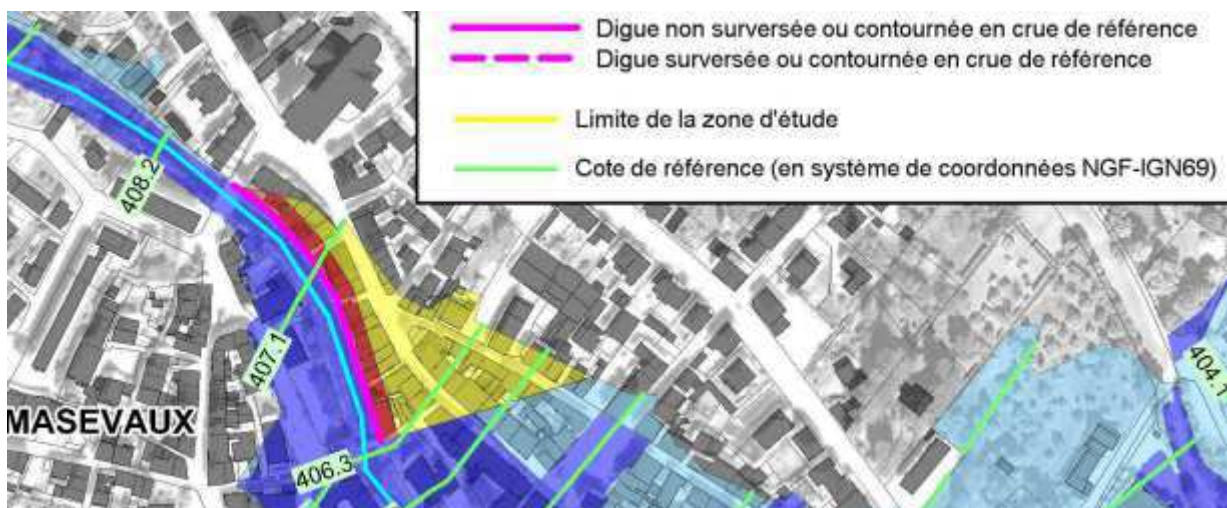 Digue non surversée ou contournée en crue de référence
Digue surversée ou contournée en crue de référence
Limite de la zone d'étude
Cote de référence (en système de coordonnées NGF-IGN69)
408.2
407.1
404.1
MASEVAUX
406.3